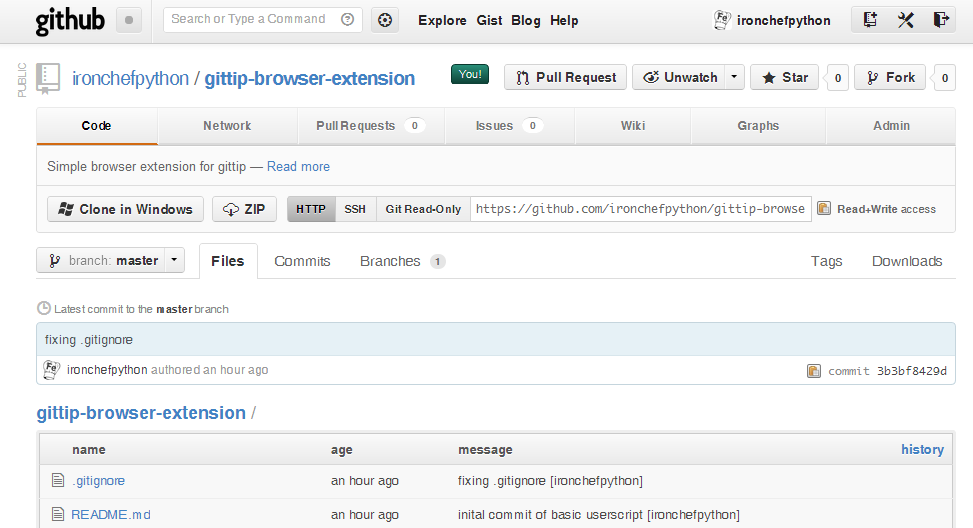 github Search or Type a Command Explore Gist Blog Help ironchefpython
PUBLIC
ironchefpython / gittip-browser-extension You! Pull Request Unwatch Star 0 Fork 0
Code Network Pull Requests 0 Issues 0 Wiki Graphs Admin
Simple browser extension for gittip — Read more
Clone in Windows ZIP HTTP SSH Git Read-Only https://github.com/ironchefpython/gittip-browse Read+Write access
branch: master Files Commits Branches 1 Tags Downloads
Latest commit to the master branch
fixing .gitignore
ironchefpython authored an hour ago commit 3b3bf8429d
gittip-browser-extension /
name age message history
.gitignore an hour ago fixing .gitignore [ironchefpython]
README.md an hour ago inital commit of basic userscript [ironchefpython]